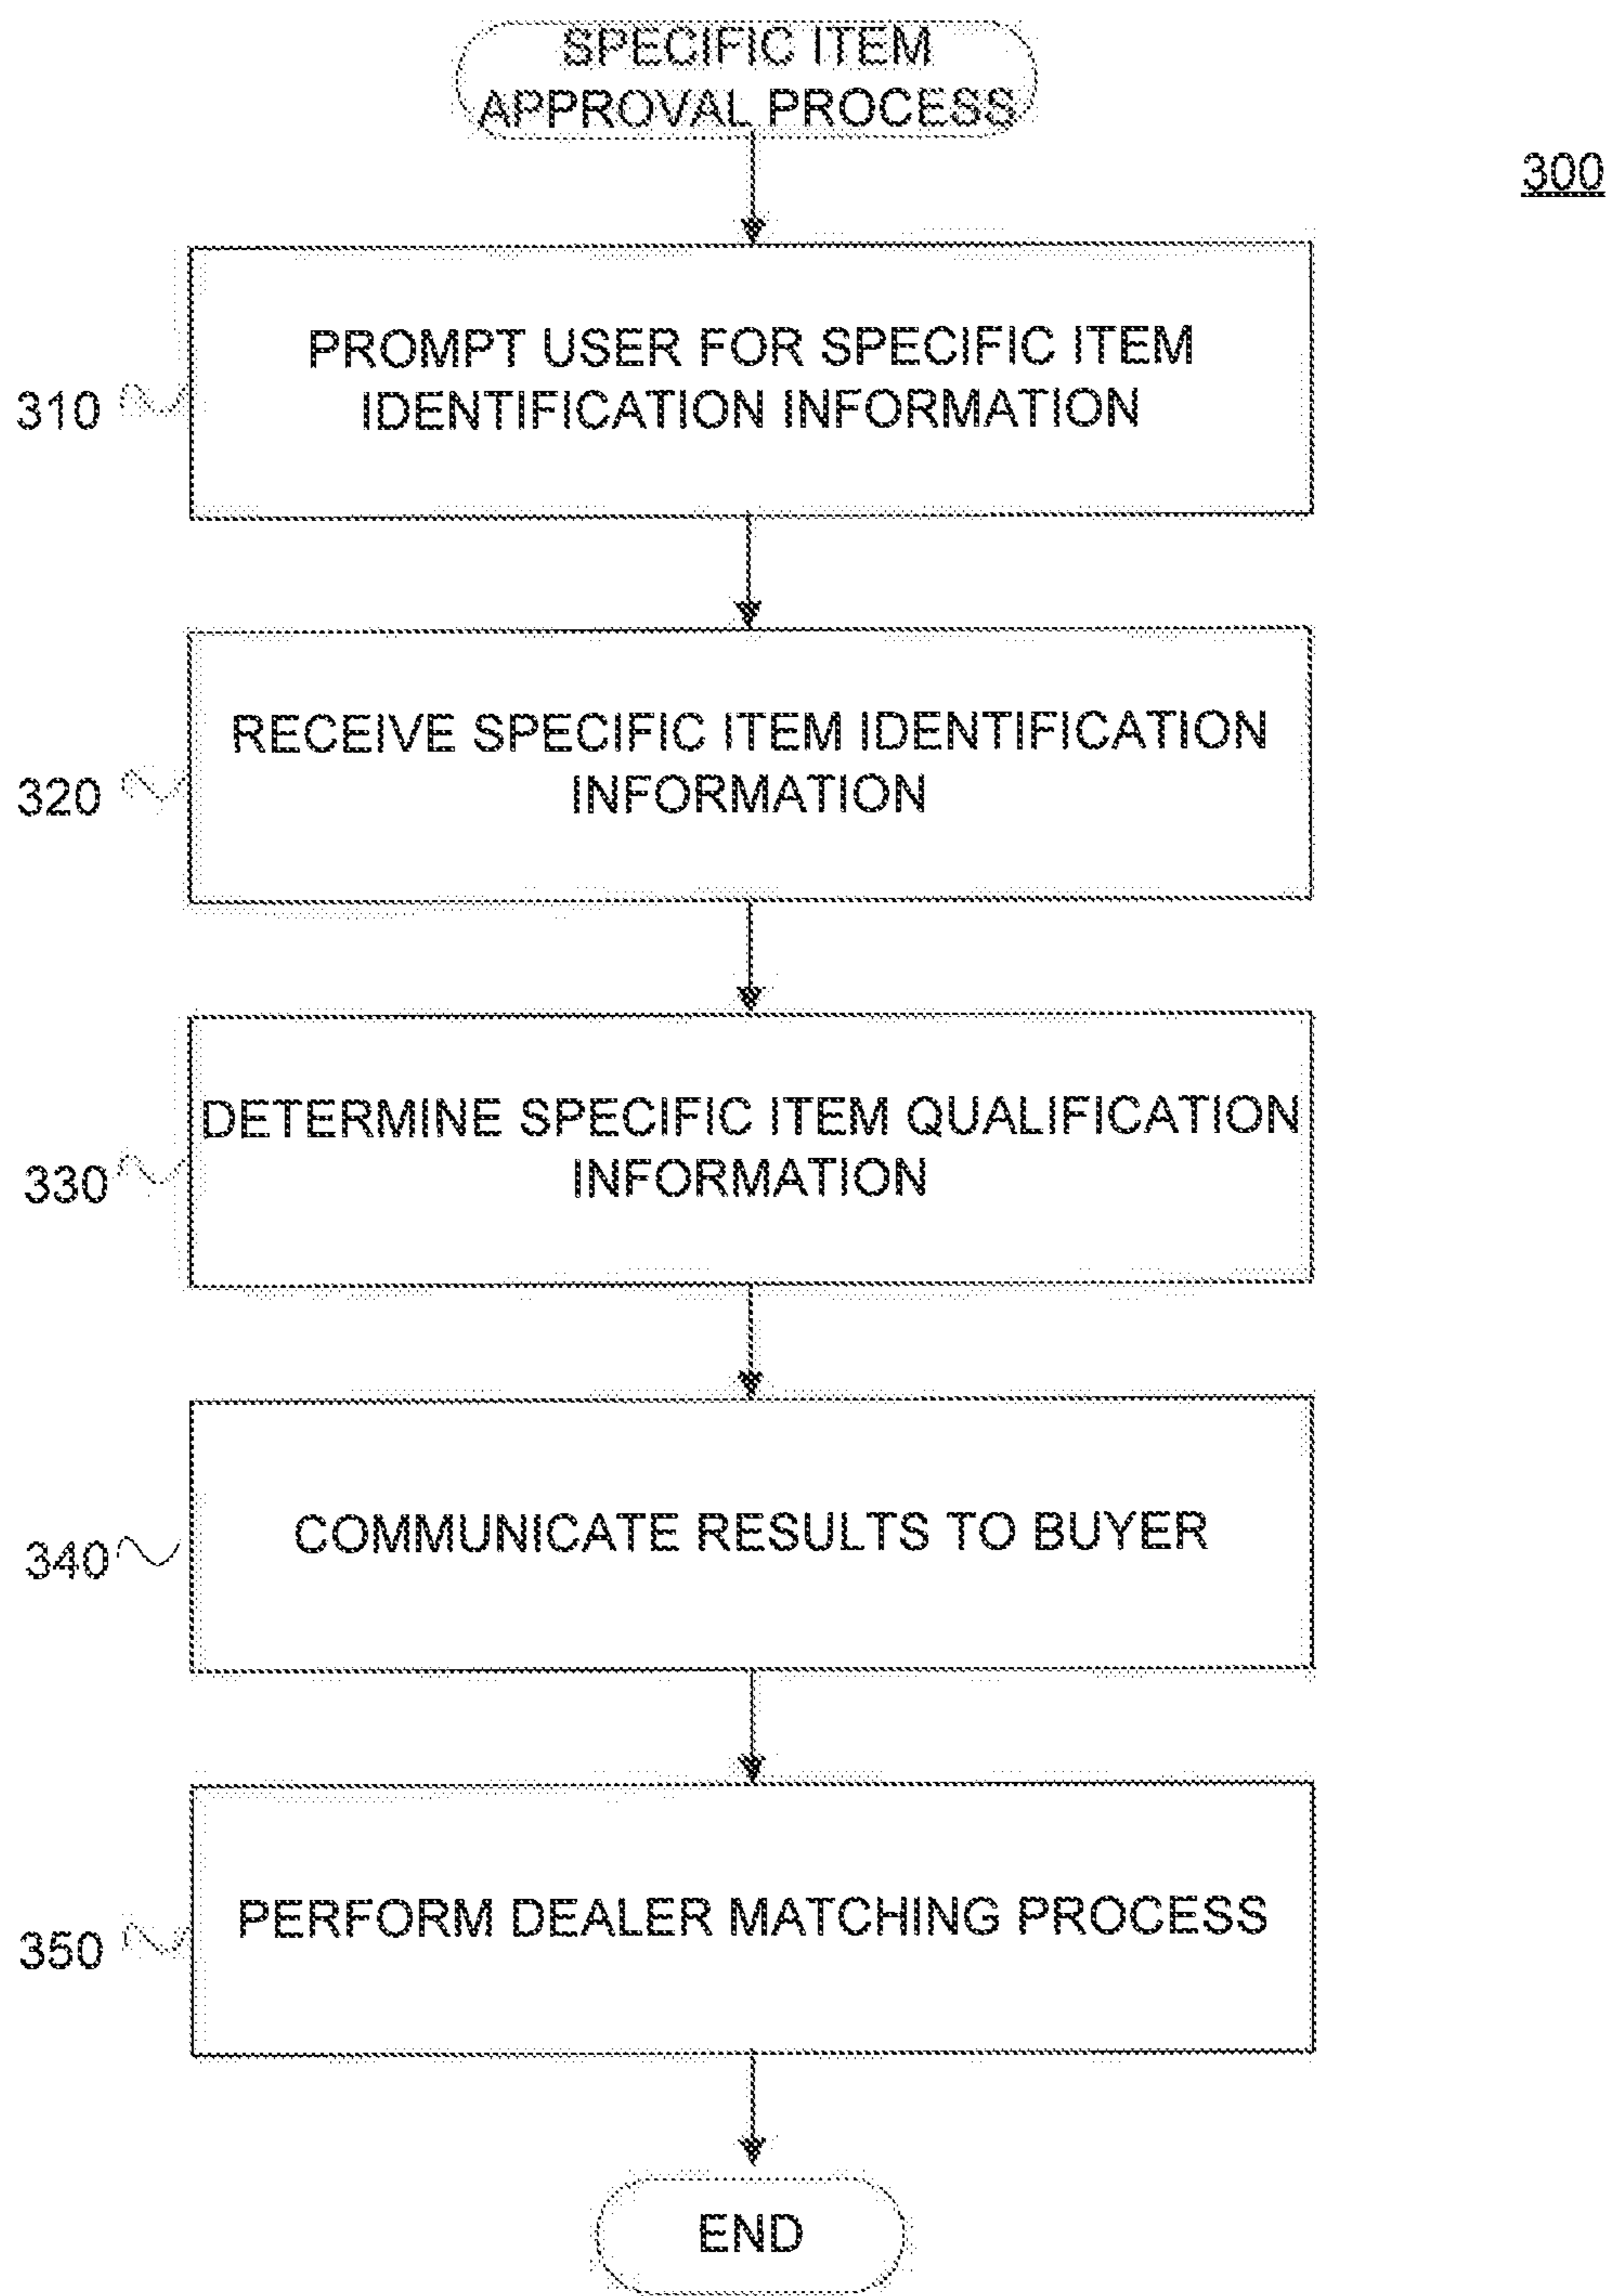 SPECIFIC ITEM
APPROVAL PROCESS
300
PROMPT USER FOR SPECIFIC ITEM
IDENTIFICATION INFORMATION
310
RECEIVE SPECIFIC ITEM IDENTIFICATION
INFORMATION
320
DETERMINE SPECIFIC ITEM QUALIFICATION
INFORMATION
330
COMMUNICATE RESULTS TO BUYER
340
PERFORM DEALER MATCHING PROCESS
350
END